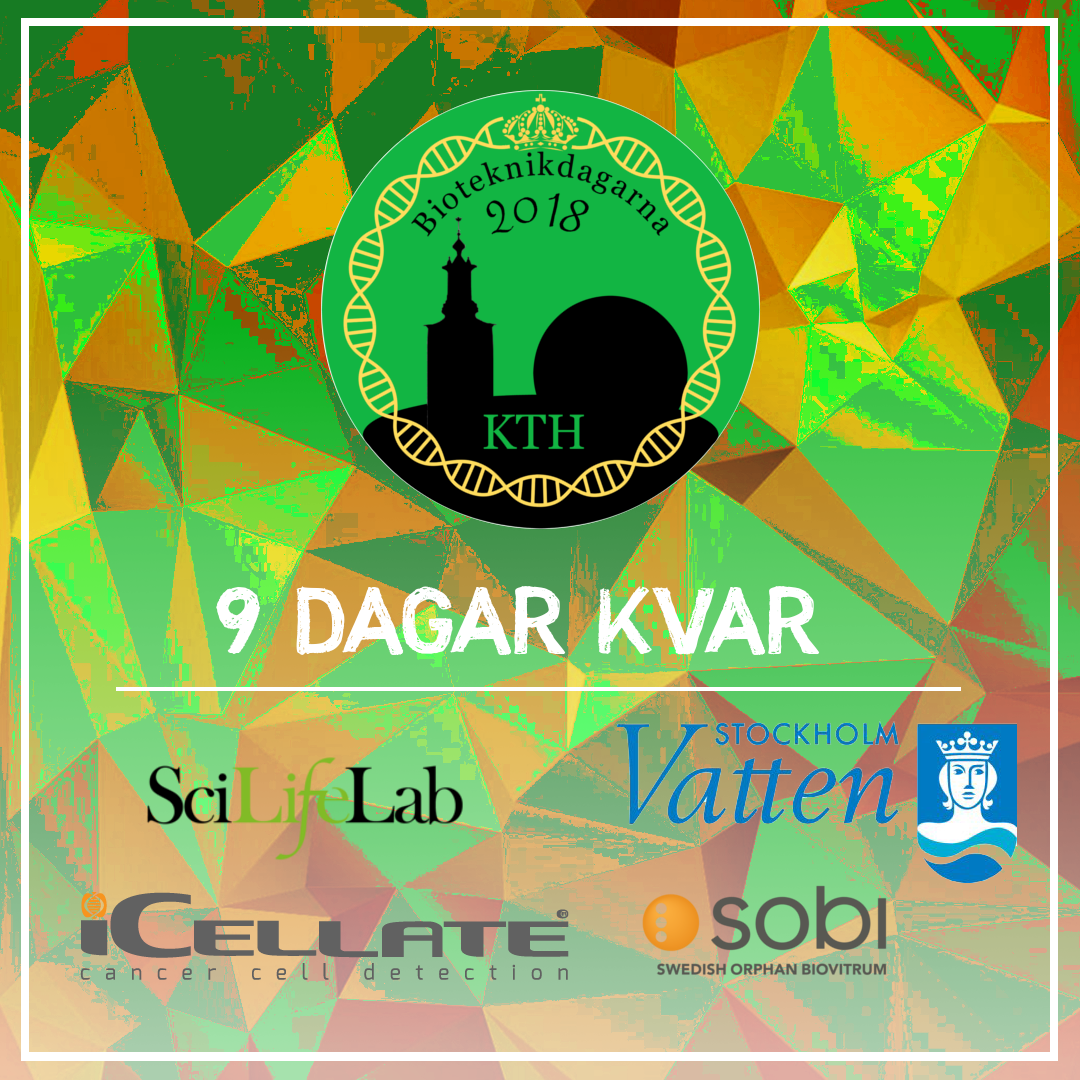 Bioteknikdagarna
2018
KTH
9 DAGAR KVAR
SciLifeLab
STOCKHOLM
Vatten
iCELLATE®
cancer cell detection
sobi
SWEDISH ORPHAN BIOVITRUM